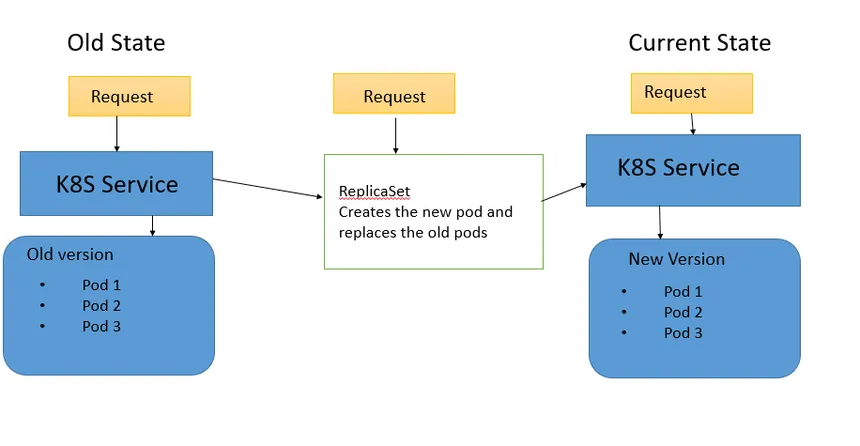 Old State
Request
K8S Service
Old version
• Pod 1
• Pod 2
• Pod 3
Request
ReplicaSet
Creates the new pod and
replaces the old pods
Current State
Request
K8S Service
New Version
• Pod 1
• Pod 2
• Pod 3